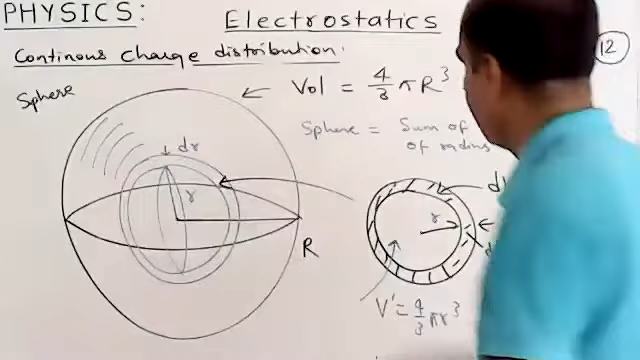 PHYSICS:
Electrostatics
12
Continous charge distribution.
Sphere
Vol = 4/3 πR³
Sphere = Sum of
of radius
dr
r
R
r
V' = 4/3 πr³